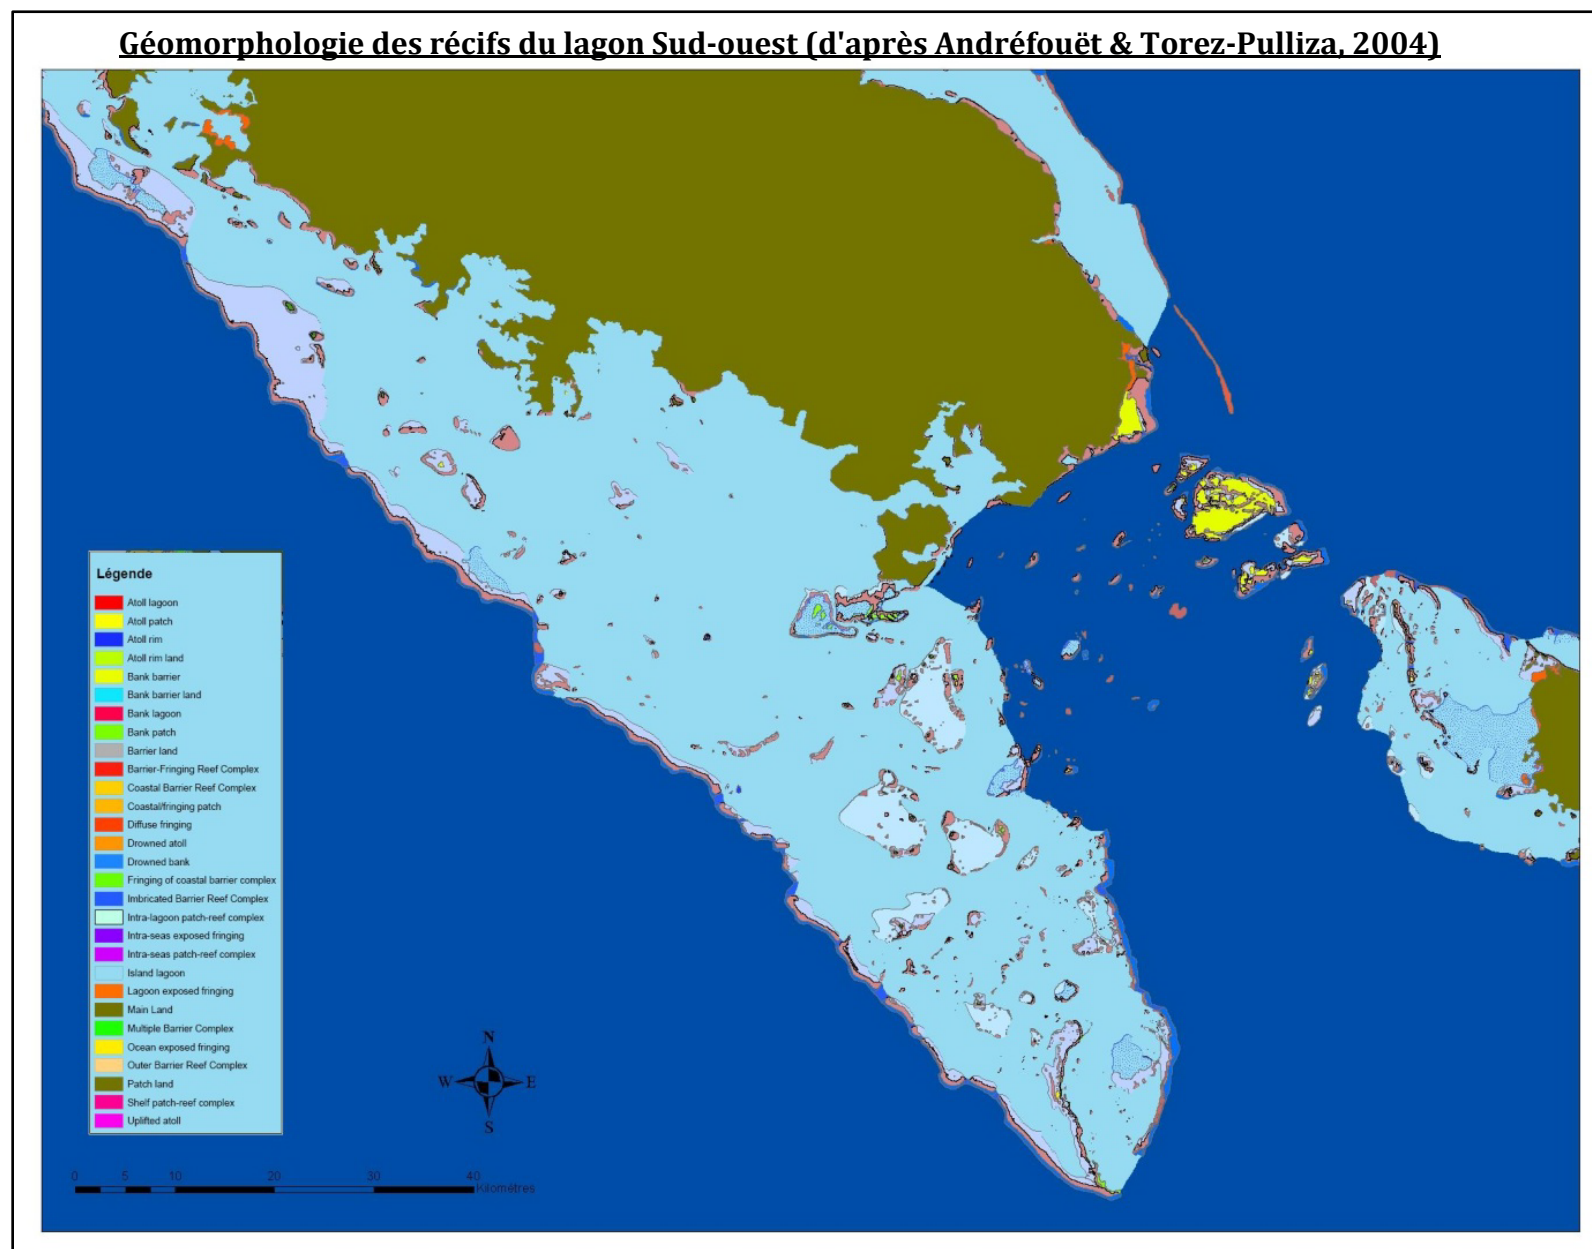 Géomorphologie des récifs du lagon Sud-ouest (d'après Andréfouët & Torez-Pulliza, 2004)
Légende
Atoll lagoon
Atoll patch
Atoll rim
Atoll rim land
Bank barrier
Bank barrier land
Bank lagoon
Bank patch
Barrier land
Barrier-Fringing Reef Complex
Coastal Barrier Reef Complex
Coastal/fringing patch
Diffuse fringing
Drowned atoll
Drowned bank
Fringing of coastal barrier complex
Imbricated Barrier Reef Complex
Intra-lagoon patch-reef complex
Intra-seas exposed fringing
Intra-seas patch-reef complex
Island lagoon
Lagoon exposed fringing
Main Land
Multiple Barrier Complex
Ocean exposed fringing
Outer Barrier Reef Complex
Patch land
Shelf patch-reef complex
Uplifted atoll
N
W E
S
0 5 10 20 30 40
Kilomètres